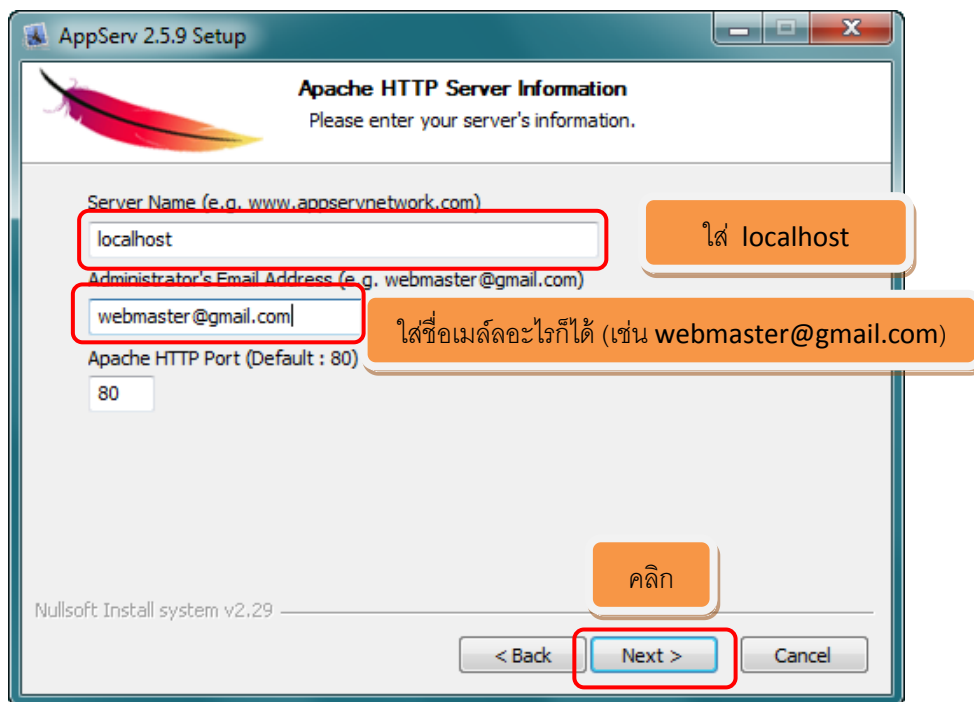 AppServ 2.5.9 Setup
Apache HTTP Server Information
Please enter your server's information.
Server Name (e.g. www.appservnetwork.com)
localhost
ใส่ localhost
Administrator's Email Address (e.g. webmaster@gmail.com)
webmaster@gmail.com
ใส่ชื่อเมล์ลอะไรก็ได้ (เช่น webmaster@gmail.com)
Apache HTTP Port (Default : 80)
80
คลิก
Nullsoft Install system v2.29
< Back Next > Cancel